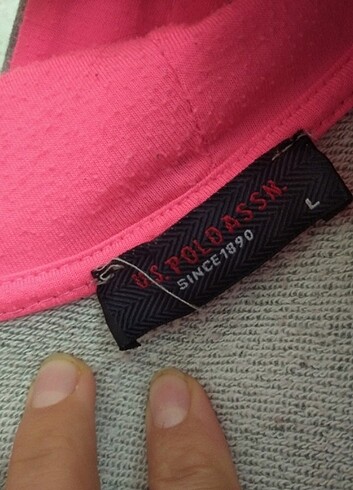 U.S. POLO ASSN.
SINCE 1890
L